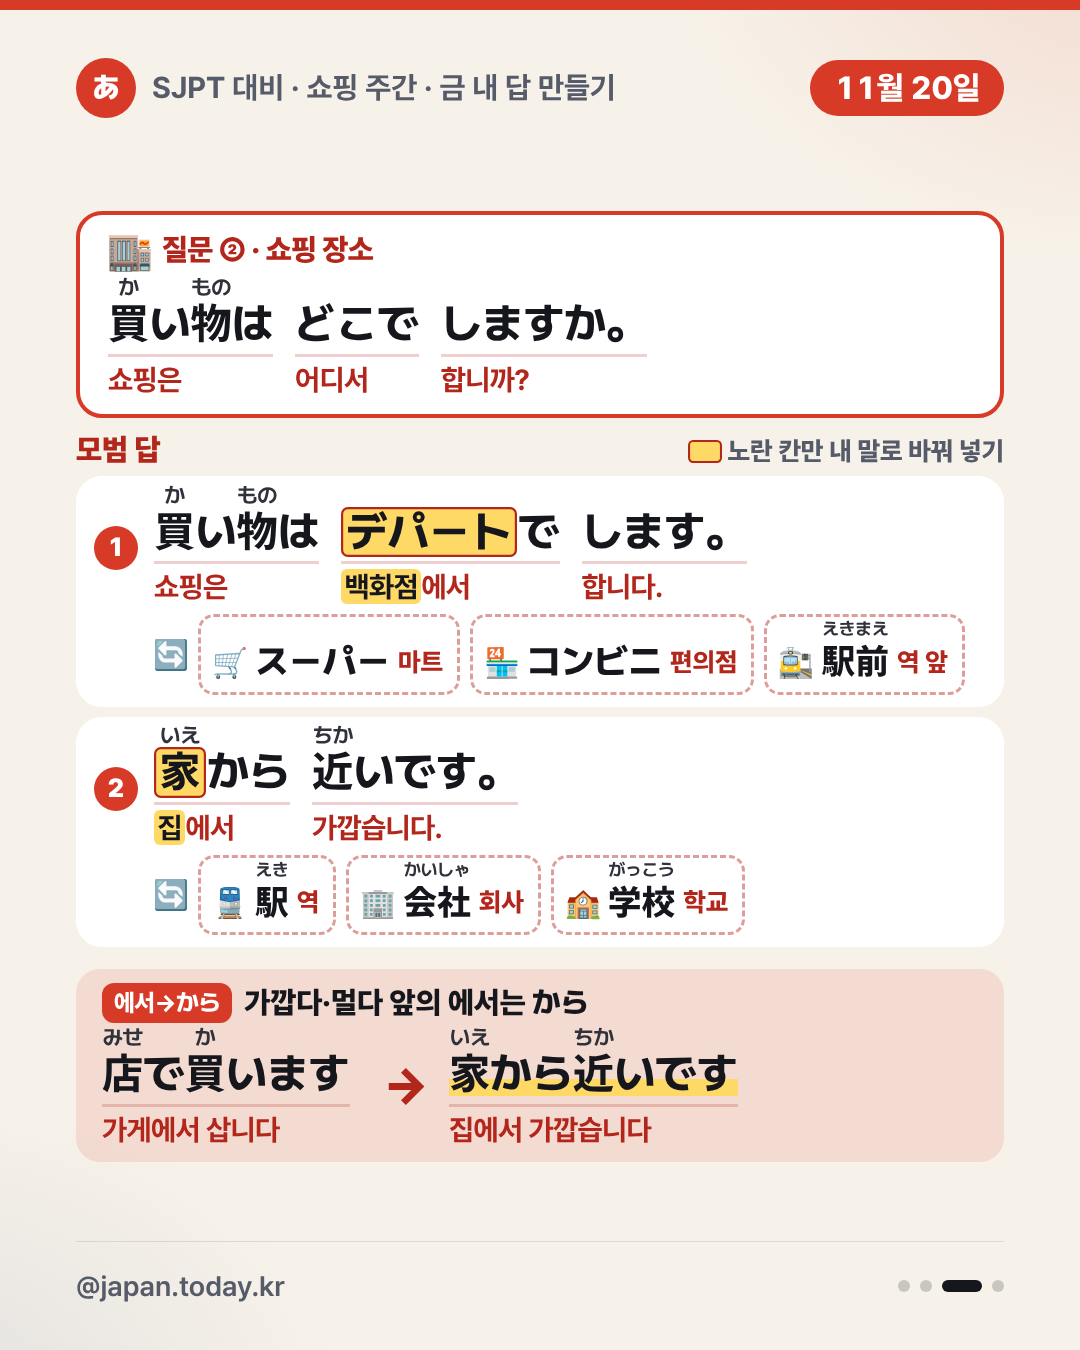 あ SJPT 대비 · 쇼핑 주간 · 금 내 답 만들기 11월 20일
질문 ② · 쇼핑 장소
か もの
買い物は どこで しますか。
쇼핑은 어디서 합니까?
모범 답 노란 칸만 내 말로 바꿔 넣기
か もの
1 買い物は デパートで します。
쇼핑은 백화점에서 합니다.
えきまえ
スーパー 마트 24 コンビニ 편의점 駅前 역 앞
いえ ちか
2 家から 近いです。
집에서 가깝습니다.
えき かいしゃ がっこう
駅 역 会社 회사 学校 학교
에서→から 가깝다·멀다 앞의 에서는 から
みせ か いえ ちか
店で買います → 家から近いです
가게에서 삽니다 집에서 가깝습니다
@japan.today.kr